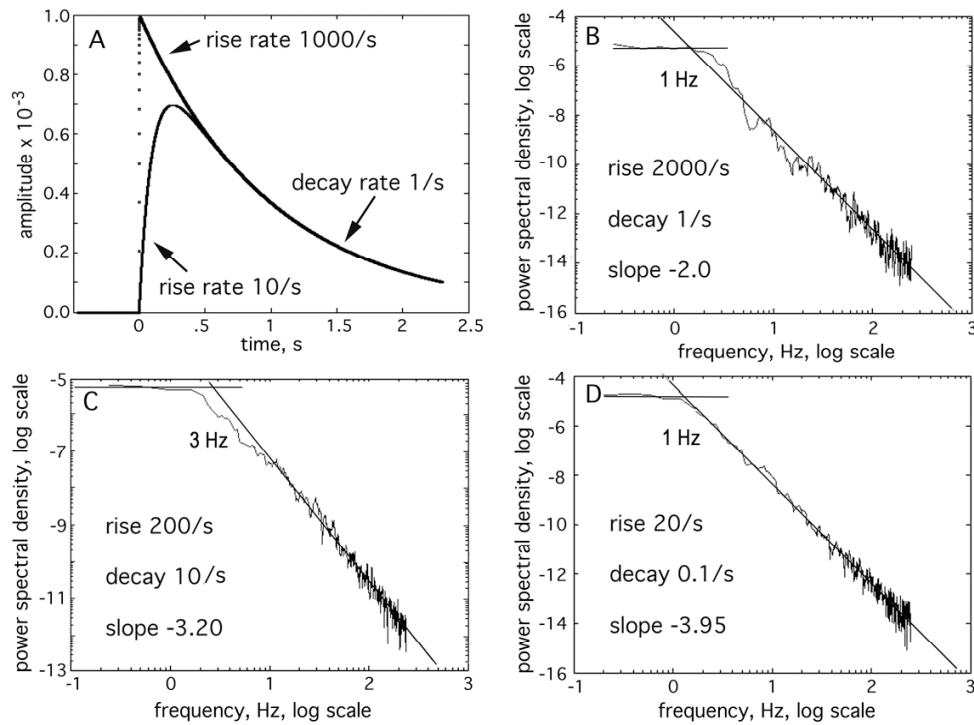 A
rise rate 1000/s
decay rate 1/s
rise rate 10/s
amplitude x 10⁻³
1.0
0.8
0.6
0.4
0.2
0.0
0
.5
1
1.5
2
2.5
time, s
B
1 Hz
rise 2000/s
decay 1/s
slope -2.0
power spectral density, log scale
-4
-6
-8
-10
-12
-14
-16
-1
0
1
2
3
frequency, Hz, log scale
C
3 Hz
rise 200/s
decay 10/s
slope -3.20
power spectral density, log scale
-5
-7
-9
-11
-13
-1
0
1
2
3
frequency, Hz, log scale
D
1 Hz
rise 20/s
decay 0.1/s
slope -3.95
power spectral density, log scale
-4
-6
-8
-10
-12
-14
-16
-1
0
1
2
3
frequency, Hz, log scale